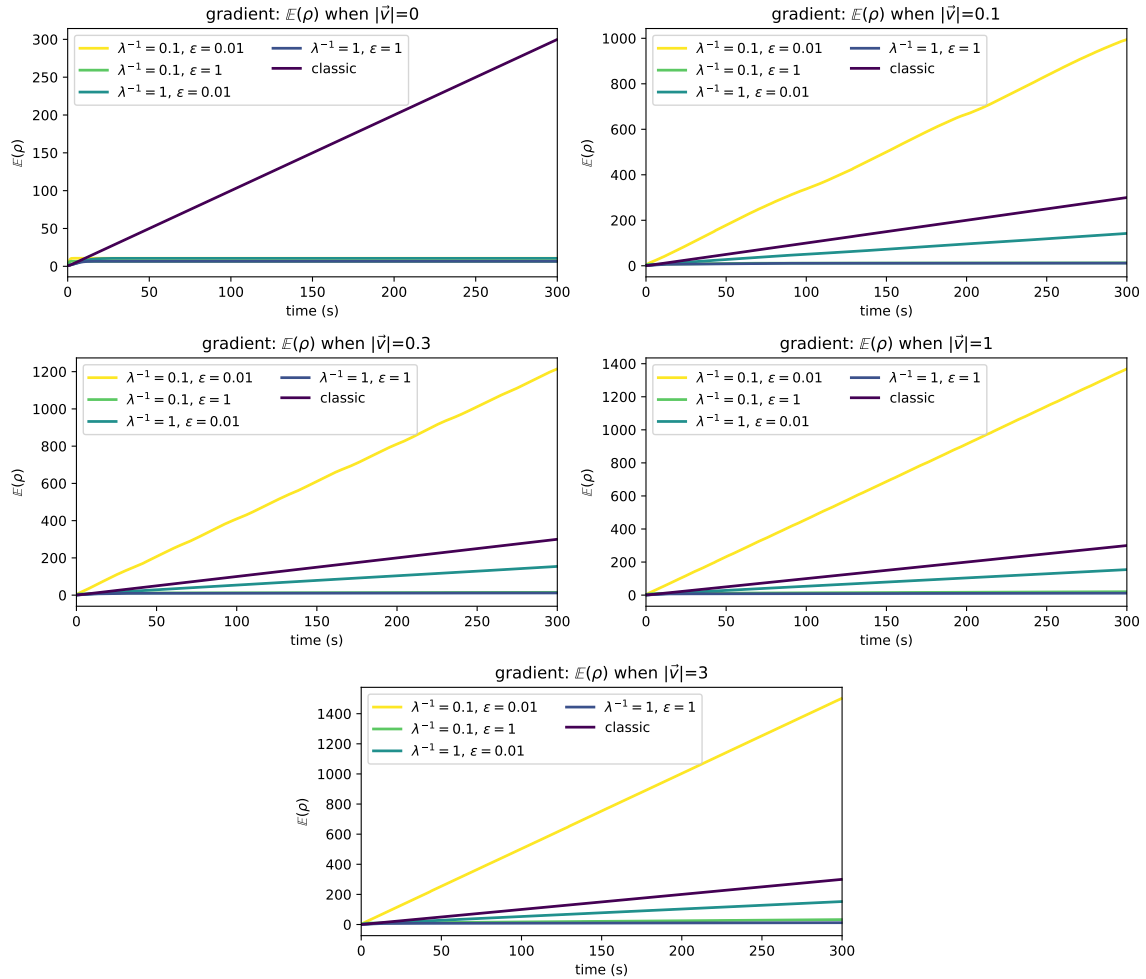 gradient: 𝔼(ρ) when |v⃗|=0
λ⁻¹ = 0.1, ε = 0.01
λ⁻¹ = 0.1, ε = 1
λ⁻¹ = 1, ε = 0.01
λ⁻¹ = 1, ε = 1
classic
300
250
200
150
100
50
0
𝔼(ρ)
0 50 100 150 200 250 300
time (s)
gradient: 𝔼(ρ) when |v⃗|=0.1
λ⁻¹ = 0.1, ε = 0.01
λ⁻¹ = 0.1, ε = 1
λ⁻¹ = 1, ε = 0.01
λ⁻¹ = 1, ε = 1
classic
1000
800
600
400
200
0
𝔼(ρ)
0 50 100 150 200 250 300
time (s)
gradient: 𝔼(ρ) when |v⃗|=0.3
λ⁻¹ = 0.1, ε = 0.01
λ⁻¹ = 0.1, ε = 1
λ⁻¹ = 1, ε = 0.01
λ⁻¹ = 1, ε = 1
classic
1200
1000
800
600
400
200
0
𝔼(ρ)
0 50 100 150 200 250 300
time (s)
gradient: 𝔼(ρ) when |v⃗|=1
λ⁻¹ = 0.1, ε = 0.01
λ⁻¹ = 0.1, ε = 1
λ⁻¹ = 1, ε = 0.01
λ⁻¹ = 1, ε = 1
classic
1400
1200
1000
800
600
400
200
0
𝔼(ρ)
0 50 100 150 200 250 300
time (s)
gradient: 𝔼(ρ) when |v⃗|=3
λ⁻¹ = 0.1, ε = 0.01
λ⁻¹ = 0.1, ε = 1
λ⁻¹ = 1, ε = 0.01
λ⁻¹ = 1, ε = 1
classic
1400
1200
1000
800
600
400
200
0
𝔼(ρ)
0 50 100 150 200 250 300
time (s)